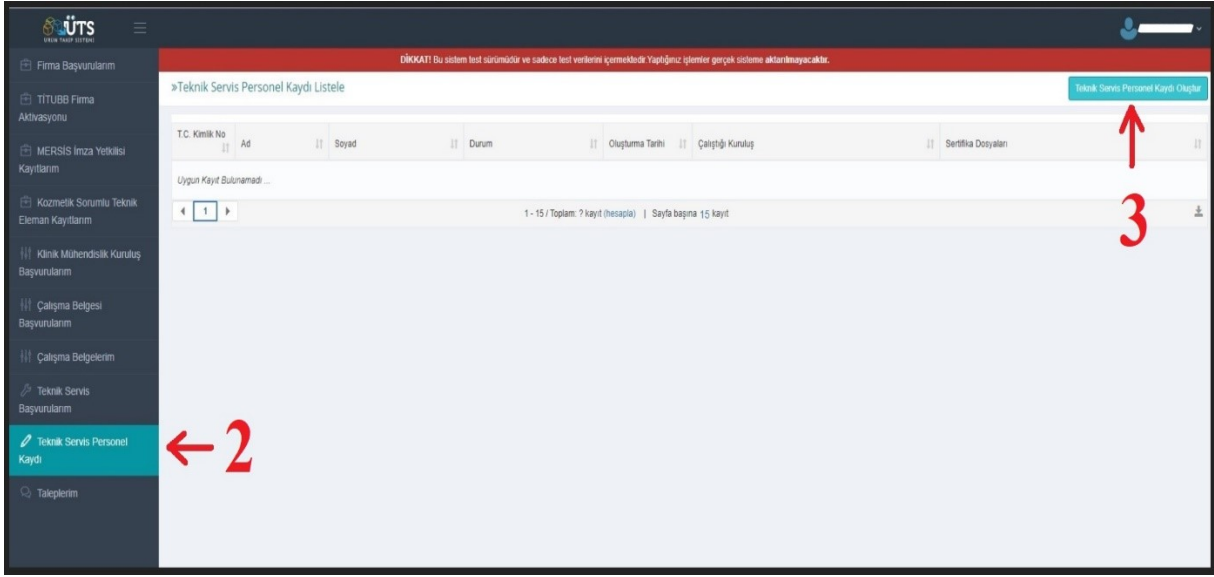 ÜTS
ÜRÜN TAKİP SİSTEMİ
DİKKAT! Bu sistem test sürümüdür ve sadece test verilerini içermektedir.Yaptığınız işlemler gerçek sisteme aktarılmayacaktır.
Firma Başvurularım
TİTUBB Firma
Aktivasyonu
MERSİS İmza Yetkilisi
Kayıtlarım
Kozmetik Sorumlu Teknik
Eleman Kayıtlarım
Klinik Mühendislik Kuruluş
Başvurularım
Çalışma Belgesi
Başvurularım
Çalışma Belgelerim
Teknik Servis
Başvurularım
Teknik Servis Personel
Kaydı
Taleplerim
2
»Teknik Servis Personel Kaydı Listele
Teknik Servis Personel Kaydı Oluştur
3
T.C. Kimlik No Ad Soyad Durum Oluşturma Tarihi Çalıştığı Kuruluş Sertifika Dosyaları
Uygun Kayıt Bulunamadı ...
1
1 - 15 / Toplam: ? kayıt (hesapla) | Sayfa başına 15 kayıt